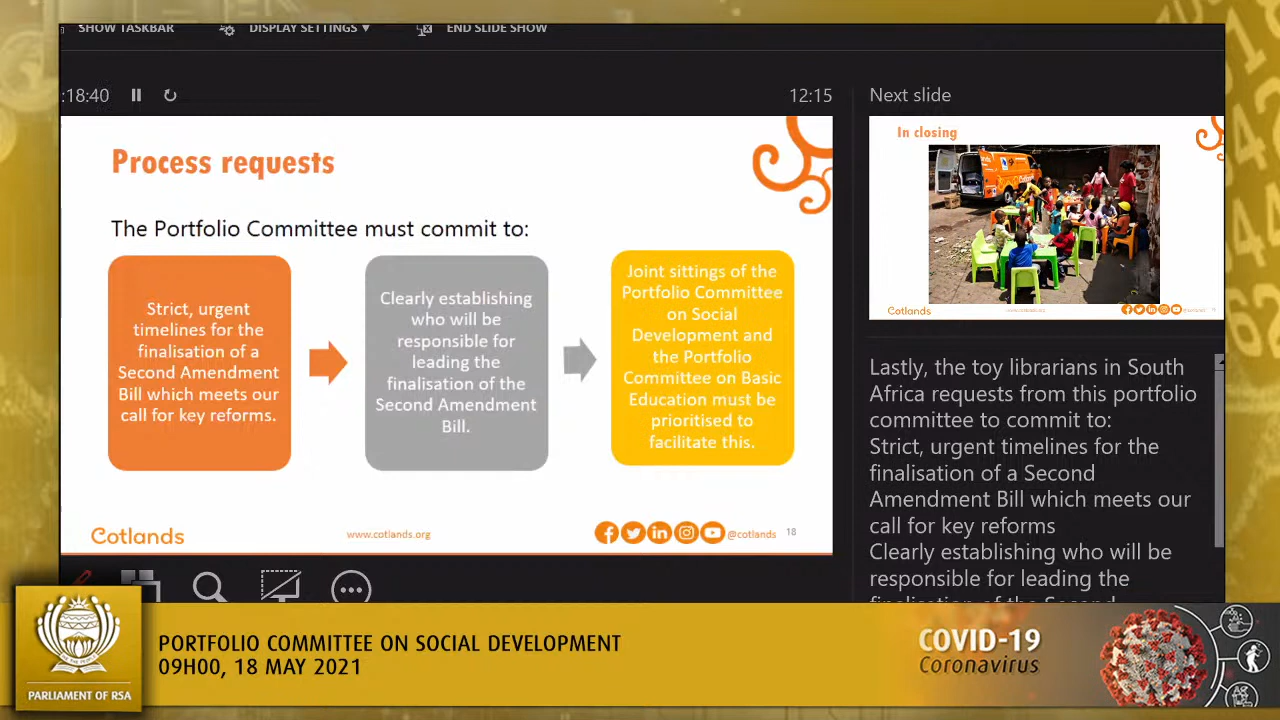 SHOW TASKBAR
DISPLAY SETTINGS ▼
END SLIDE SHOW
:18:40
12:15
Next slide
Process requests
The Portfolio Committee must commit to:
Strict, urgent
timelines for the
finalisation of a
Second Amendment
Bill which meets our
call for key reforms.
Clearly establishing
who will be
responsible for
leading the
finalisation of the
Second Amendment
Bill.
Joint sittings of the
Portfolio Committee
on Social
Development and
the Portfolio
Committee on Basic
Education must be
prioritised to
facilitate this.
Cotlands
www.cotlands.org
@cotlands
18
In closing
Cotlands
Lastly, the toy librarians in South
Africa requests from this portfolio
committee to commit to:
Strict, urgent timelines for the
finalisation of a Second
Amendment Bill which meets our
call for key reforms
Clearly establishing who will be
responsible for leading the
finalisation of the Second
PARLIAMENT OF RSA
PORTFOLIO COMMITTEE ON SOCIAL DEVELOPMENT
09H00, 18 MAY 2021
COVID-19
Coronavirus